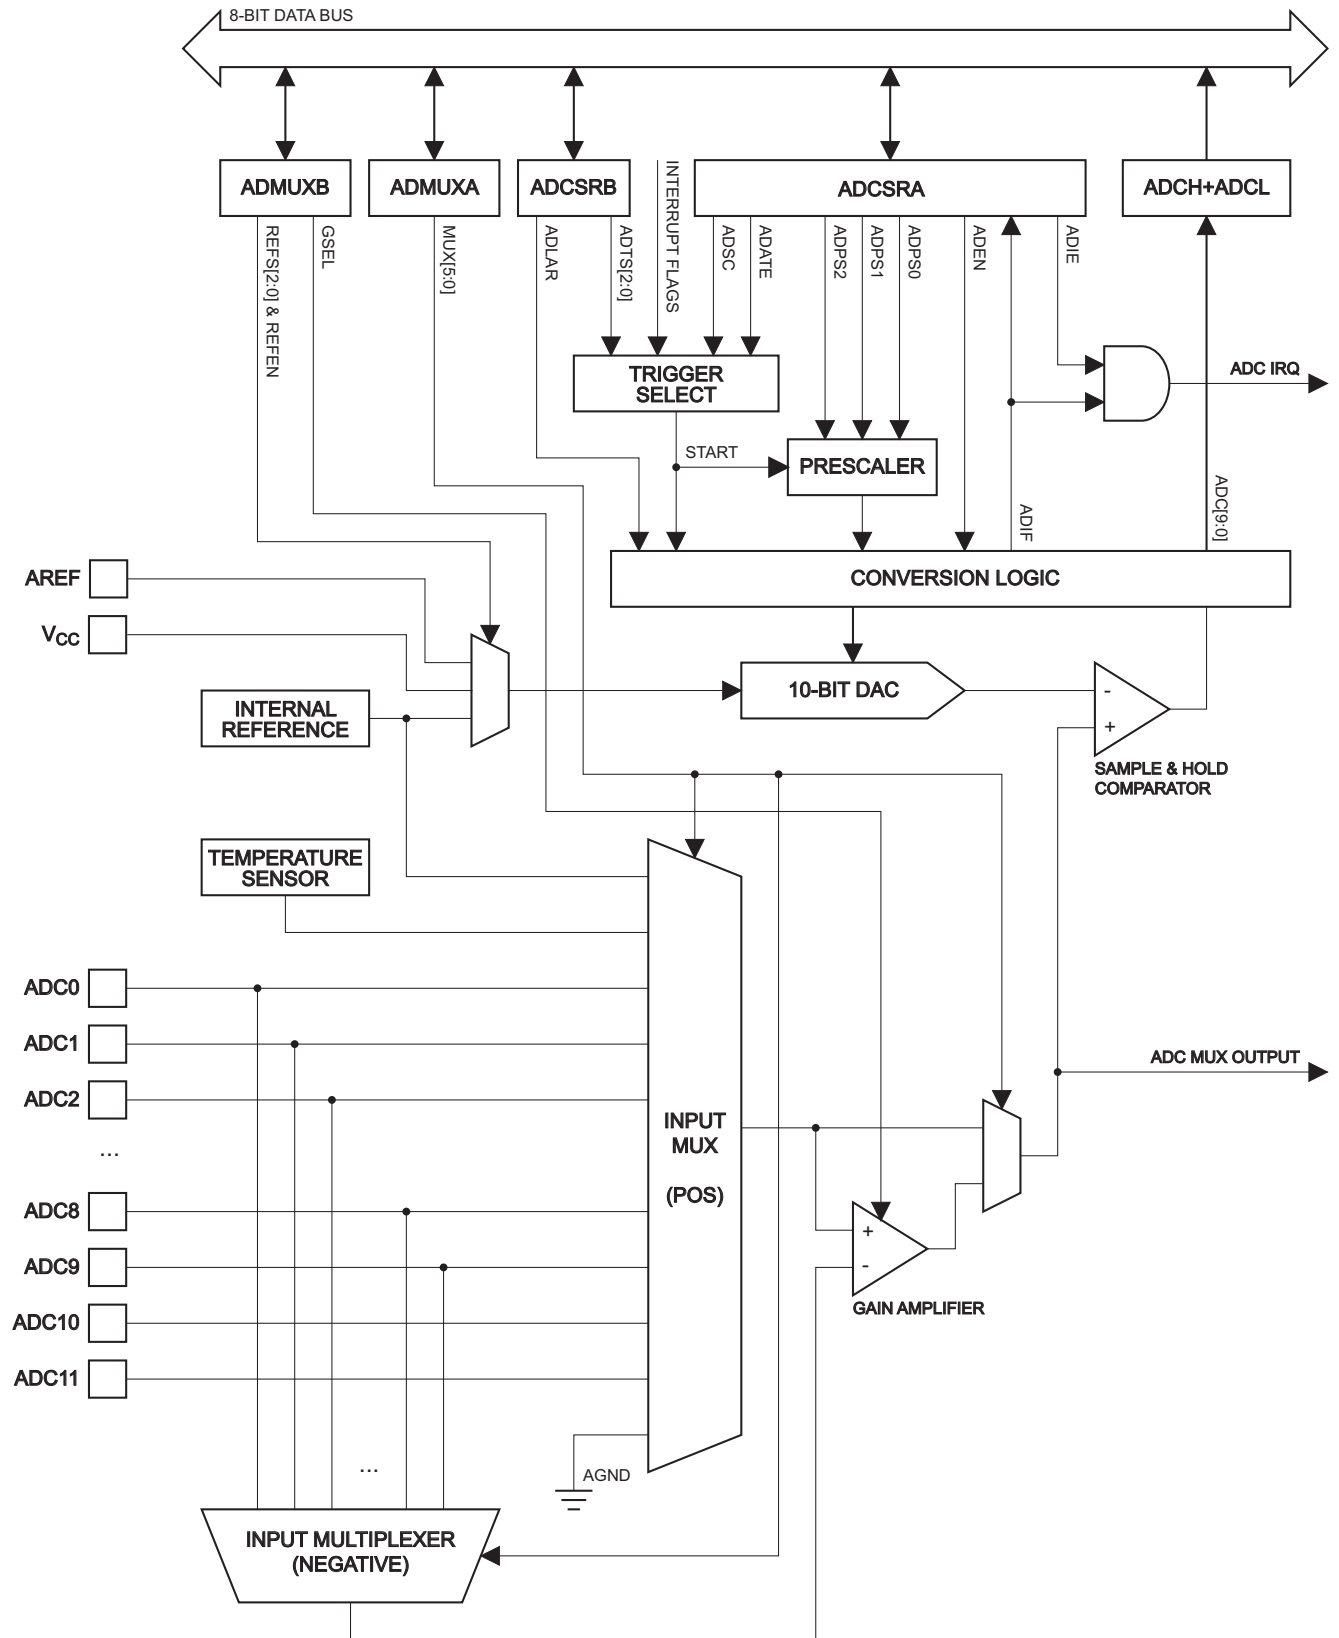 8-BIT DATA BUS
ADMUXB
ADMUXA
ADCSRB
ADCSRA
ADCH+ADCL
REFS[2:0] & REFEN
GSEL
MUX[5:0]
ADLAR
ADTS[2:0]
INTERRUPT FLAGS
ADSC
ADATE
ADPS2
ADPS1
ADPS0
ADEN
ADIE
TRIGGER
SELECT
ADC IRQ
START
PRESCALER
ADIF
ADC[9:0]
AREF
CONVERSION LOGIC
VCC
INTERNAL
REFERENCE
10-BIT DAC
-
+
SAMPLE & HOLD
COMPARATOR
TEMPERATURE
SENSOR
ADC0
ADC1
ADC2
...
ADC8
ADC9
ADC10
ADC11
INPUT
MUX
(POS)
ADC MUX OUTPUT
+
-
GAIN AMPLIFIER
...
AGND
INPUT MULTIPLEXER
(NEGATIVE)